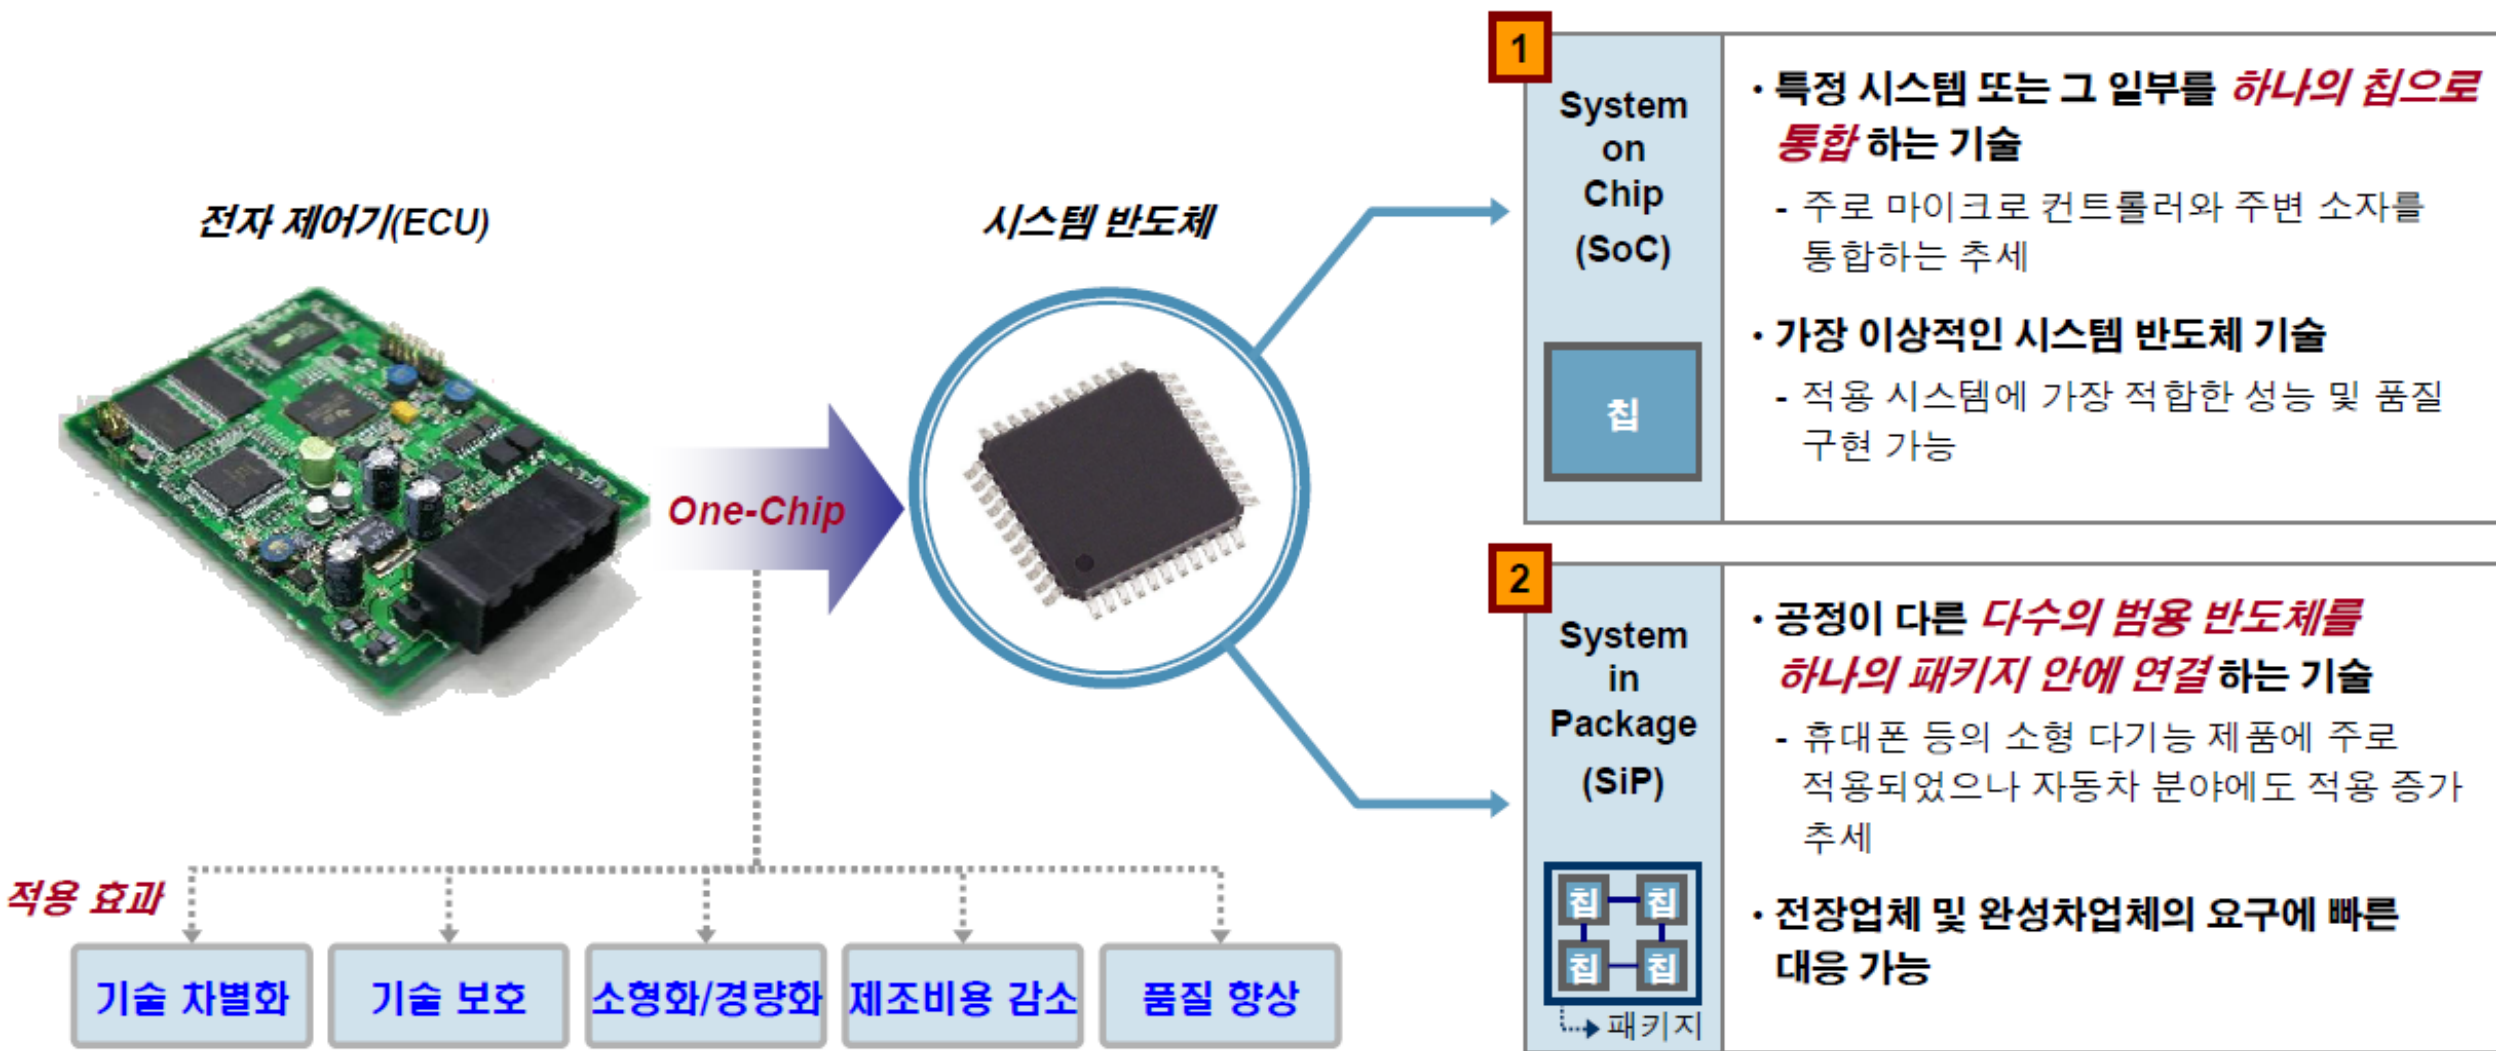 전자 제어기(ECU)
One-Chip
시스템 반도체
적용 효과
기술 차별화
기술 보호
소형화/경량화
제조비용 감소
품질 향상
1
System
on
Chip
(SoC)
칩
• 특정 시스템 또는 그 일부를 하나의 칩으로
통합 하는 기술
- 주로 마이크로 컨트롤러와 주변 소자를
통합하는 추세
• 가장 이상적인 시스템 반도체 기술
- 적용 시스템에 가장 적합한 성능 및 품질
구현 가능
2
System
in
Package
(SiP)
칩 칩
칩 칩
패키지
• 공정이 다른 다수의 범용 반도체를
하나의 패키지 안에 연결 하는 기술
- 휴대폰 등의 소형 다기능 제품에 주로
적용되었으나 자동차 분야에도 적용 증가
추세
• 전장업체 및 완성차업체의 요구에 빠른
대응 가능